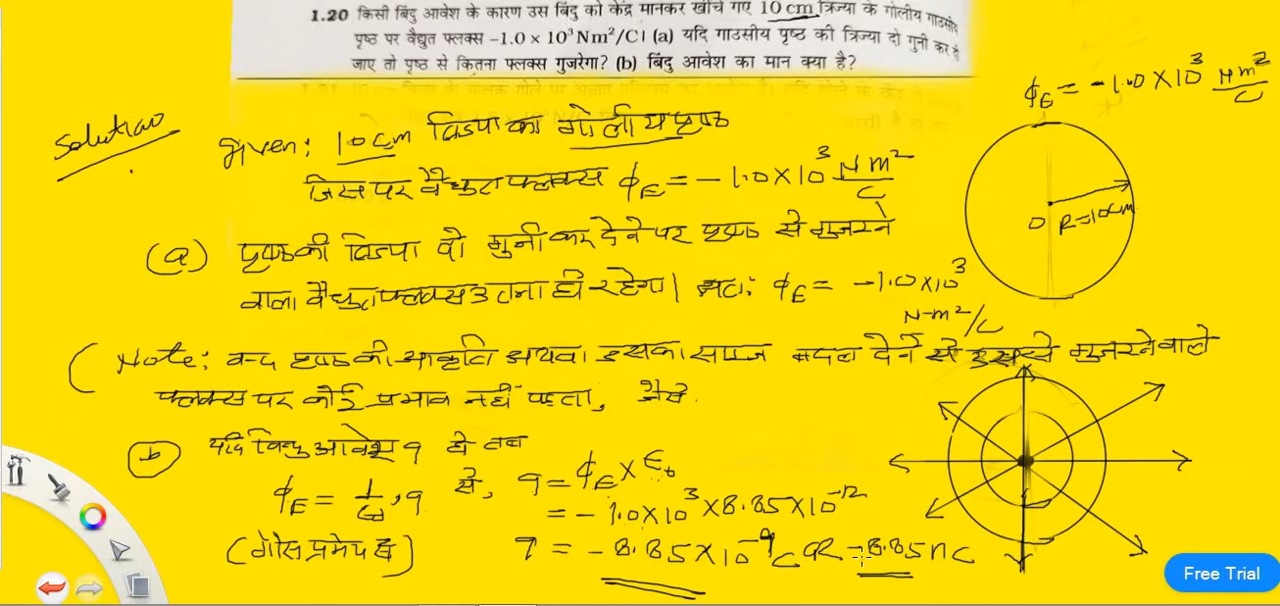 1.20 किसी बिंदु आवेश के कारण उस बिंदु को केंद्र मानकर खींचे गए 10 cm त्रिज्या के गोलीय गाउसीय
पृष्ठ पर वैद्युत फ्लक्स –1.0 × 10³ Nm²/C। (a) यदि गाउसीय पृष्ठ की त्रिज्या दो गुनी कर दी
जाए तो पृष्ठ से कितना फ्लक्स गुजरेगा? (b) बिंदु आवेश का मान क्या है?
ϕE = -1.0 × 10³ Nm²/C
Solution
Given: 10cm त्रिज्या का गोलीय पृष्ठ
जिस पर वैधुत फ्लक्स ϕE = -1.0 × 10³ Nm²/C
O R=10cm
(a) पृष्ठ की त्रिज्या दो गुनी कर देने पर पृष्ठ से गुजरने
वाला वैधुत फ्लक्स उतना ही रहेगा| अतः ϕE = -1.0 × 10³
N-m²/C
(Note: बन्द पृष्ठ की आकृति अथवा उसका साइज बदल देने से उससे गुजरने वाले
फ्लक्स पर कोई प्रभाव नहीं पड़ता, जैसे
(b) यदि बिन्दु आवेश q है तब
ϕE = 1/ε₀ . q से, q = ϕE × ε₀
= -1.0 × 10³ × 8.85 × 10⁻¹²
(गौस प्रमेय से) q = -8.85 × 10⁻⁹ C OR -8.85 nC
Free Trial